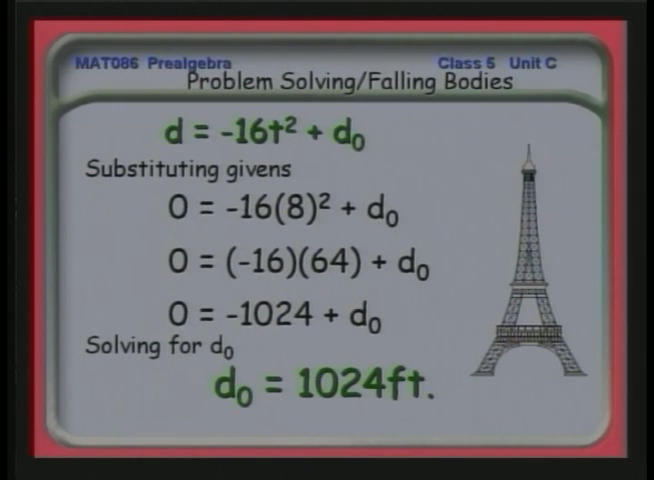 MAT086 Prealgebra Class 5 Unit C
Problem Solving/Falling Bodies
d = -16t² + d₀
Substituting givens
0 = -16(8)² + d₀
0 = (-16)(64) + d₀
0 = -1024 + d₀
Solving for d₀
d₀ = 1024ft.